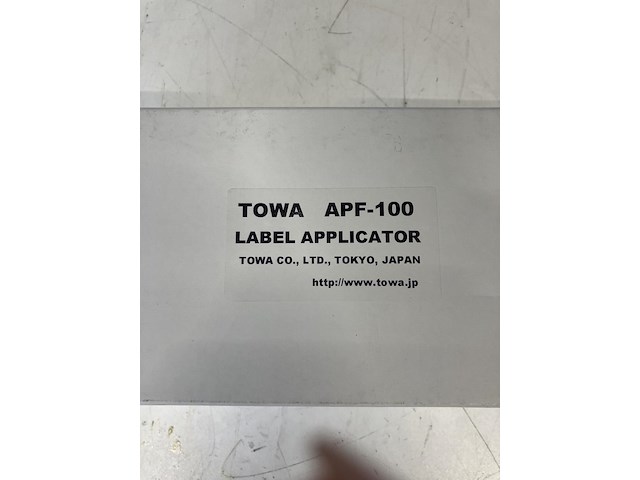 TOWA APF-100
LABEL APPLICATOR
TOWA CO., LTD., TOKYO, JAPAN
http://www.towa.jp